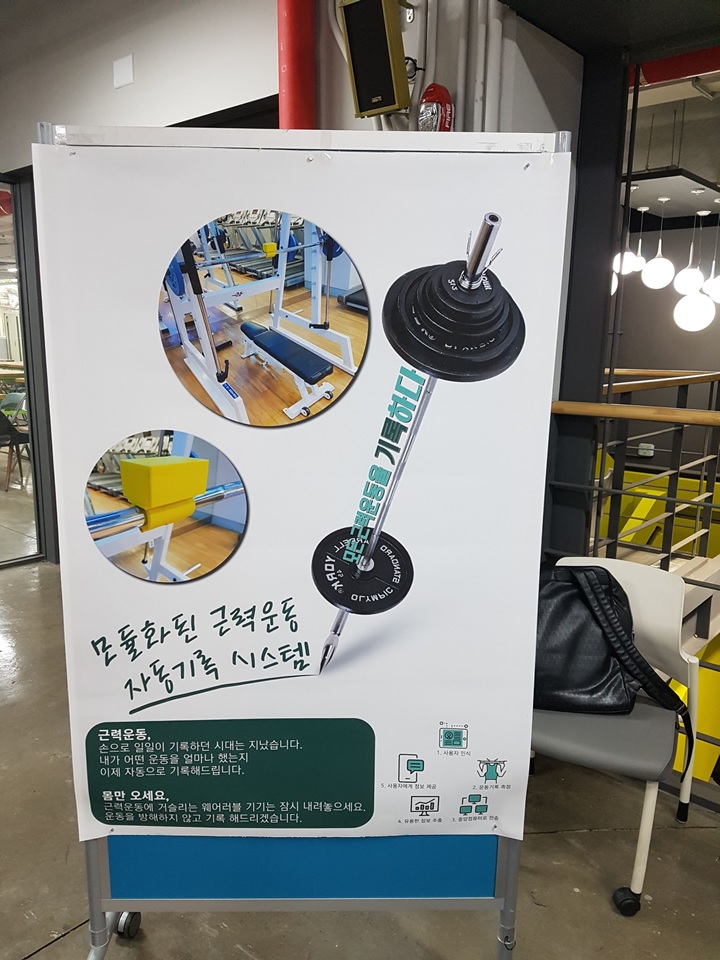 모든 근력운동을 기록하다
모듈화된 근력운동
자동기록 시스템
근력운동,
손으로 일일이 기록하던 시대는 지났습니다.
내가 어떤 운동을 얼마나 했는지
이제 자동으로 기록해드립니다.
몸만 오세요,
근력운동에 거슬리는 웨어러블 기기는 잠시 내려놓으세요.
운동을 방해하지 않고 기록 해드리겠습니다.
1. 사용자 인식
2. 운동기록 측정
3. 중앙컴퓨터로 전송
4. 유용한 정보 추출
5. 사용자에게 정보 제공
OLYMPIC
STANDARD